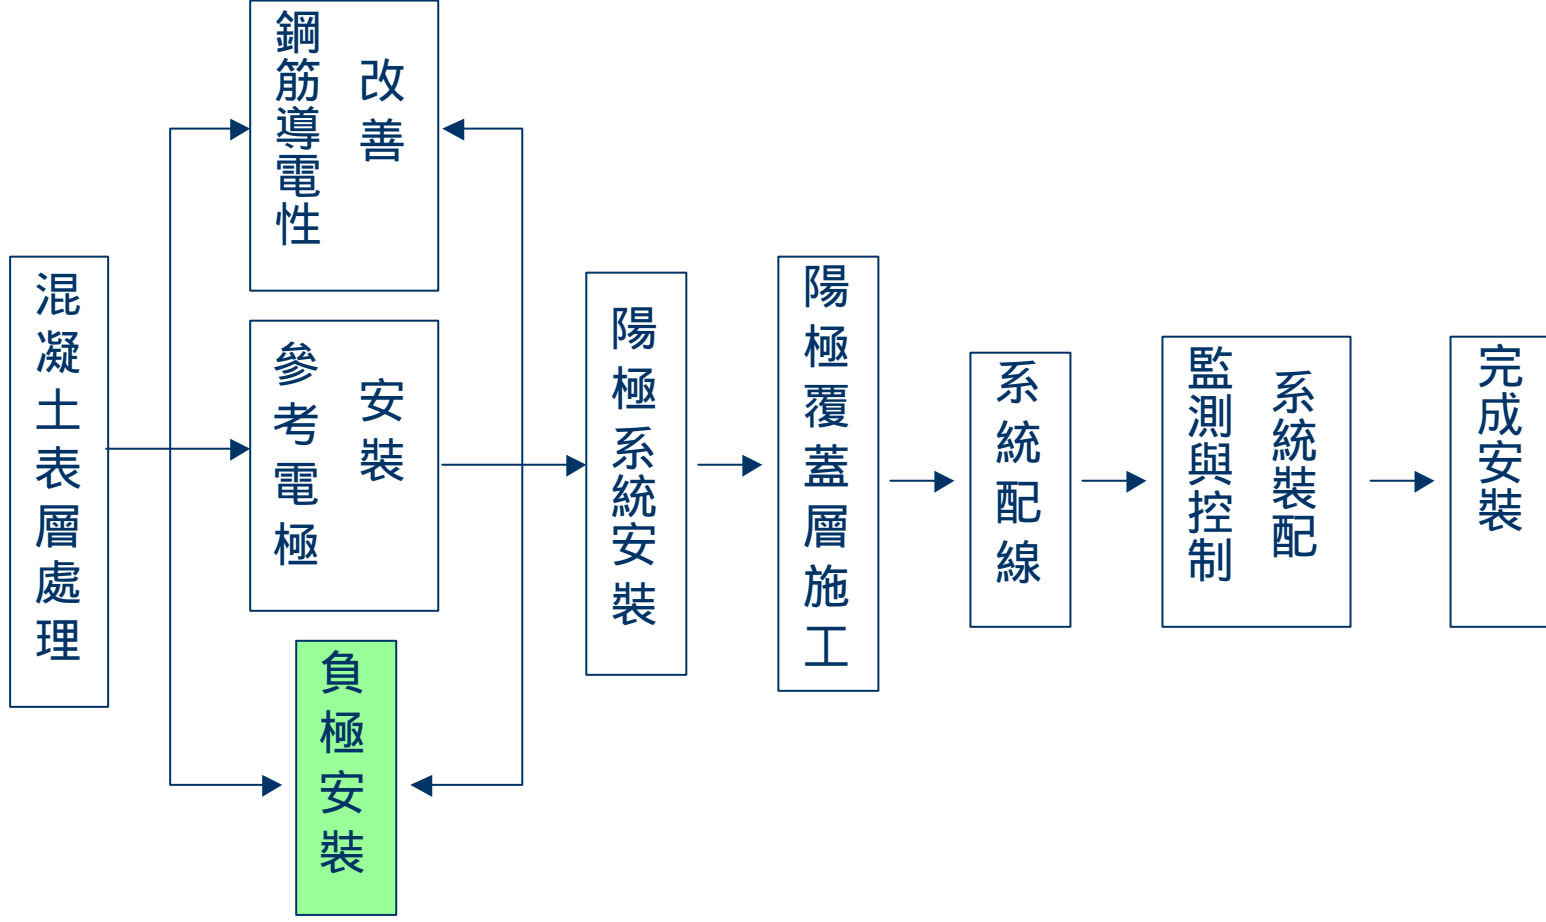 混凝土表層處理
鋼筋導電性
改善
參考電極
安裝
負極安裝
陽極系統安裝
陽極覆蓋層施工
系統配線
監測與控制
系統裝配
完成安裝